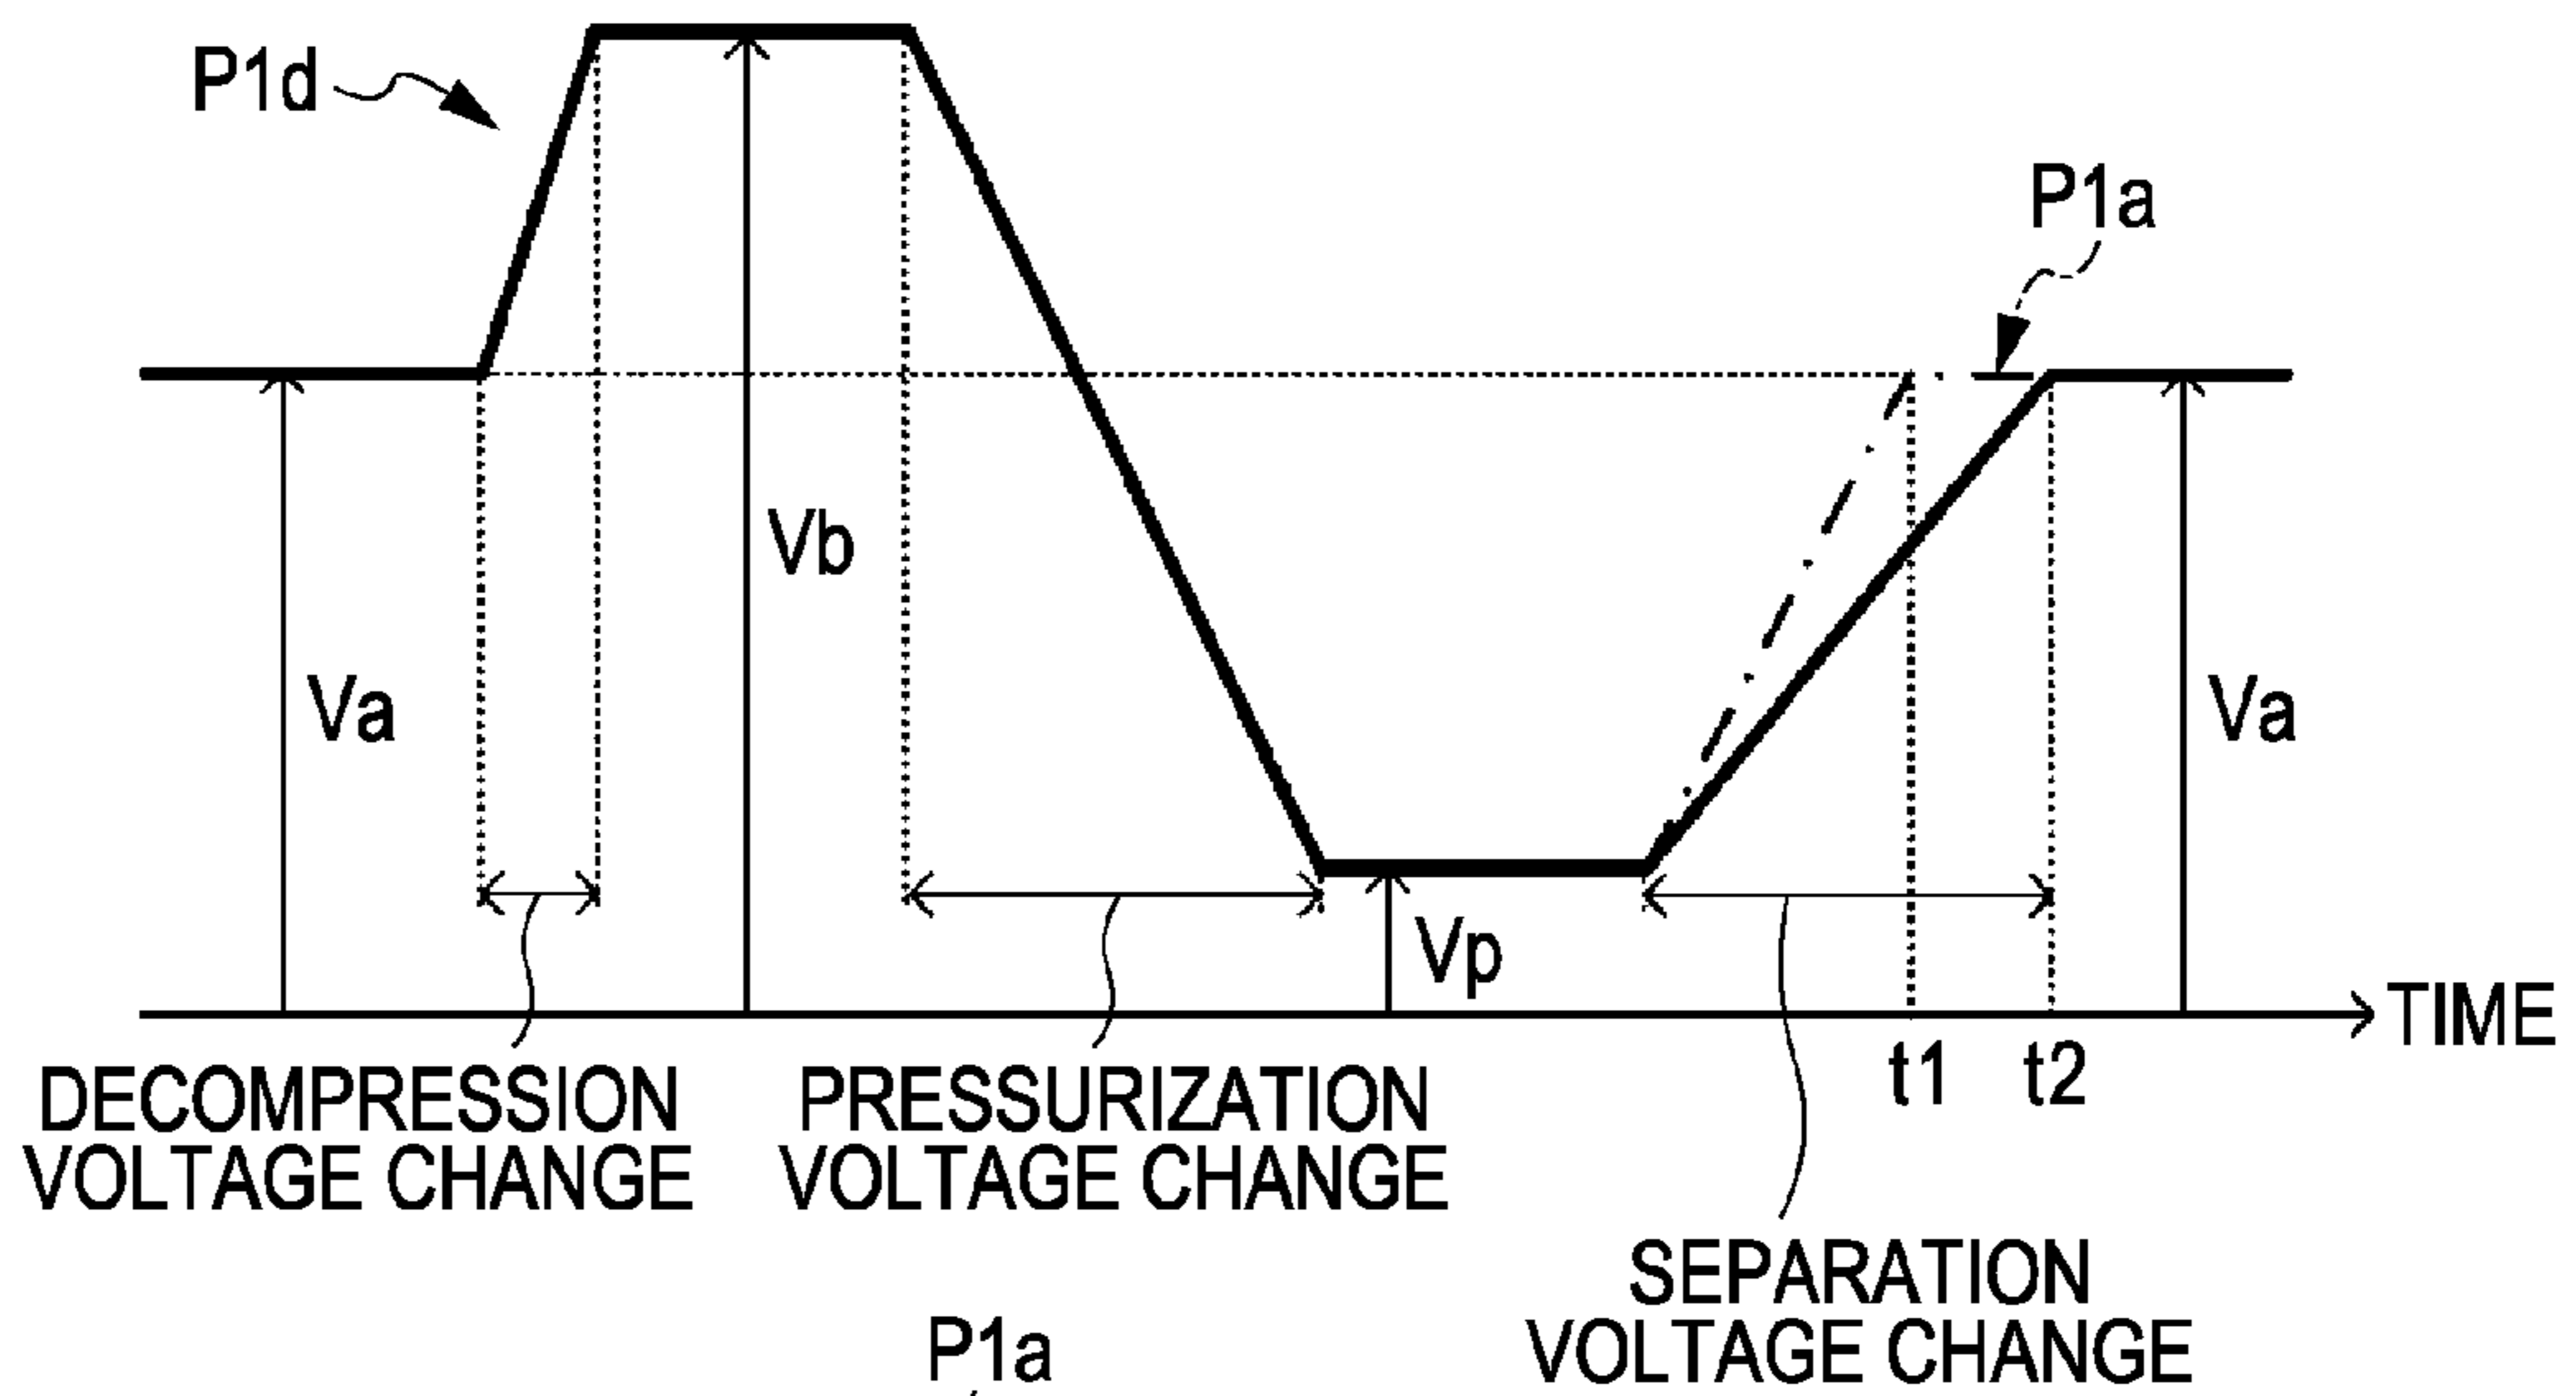 P1d
P1a
Vb
Va
Va
Vp
TIME
t1 t2
DECOMPRESSION
VOLTAGE CHANGE
PRESSURIZATION
VOLTAGE CHANGE
SEPARATION
VOLTAGE CHANGE
P1a